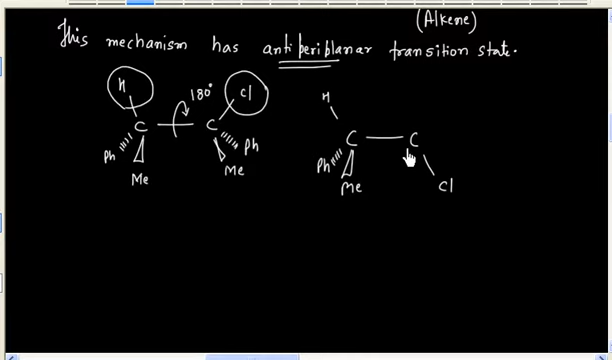 (Alkene)
This mechanism has antiperiplanar transition state.
H 180° Cl H
C C C C
Ph Ph Ph
Me Me Me Cl